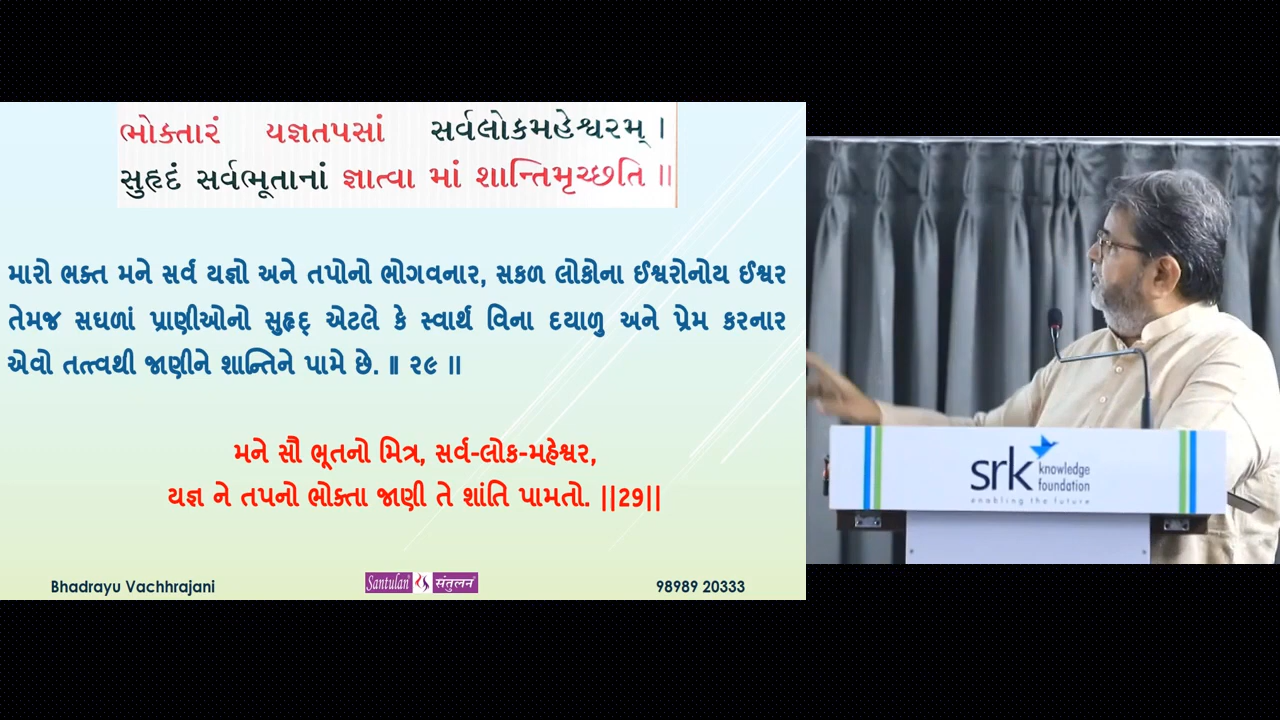 ભોક્તારં યજ્ઞતપસાં સર્વલોકમહેશ્વરમ્ ।
સુહૃદં સર્વભૂતાનાં જ્ઞાત્વા માં શાન્તિમૃચ્છતિ ॥
મારો ભક્ત મને સર્વ યજ્ઞો અને તપોનો ભોગવનાર, સકળ લોકોના ઈશ્વરોનોય ઈશ્વર
તેમજ સઘળાં પ્રાણીઓનો સુહૃદ્ એટલે કે સ્વાર્થ વિના દયાળુ અને પ્રેમ કરનાર
એવો તત્ત્વથી જાણીને શાન્તિને પામે છે. ॥ ૨૯ ॥
મને સૌ ભૂતનો મિત્ર, સર્વ-લોક-મહેશ્વર,
યજ્ઞ ને તપનો ભોક્તા જાણી તે શાંતિ પામતો. ||29||
Bhadrayu Vachhrajani
Santulan સંતુલન
98989 20333
srk knowledge
foundation
enabling the future